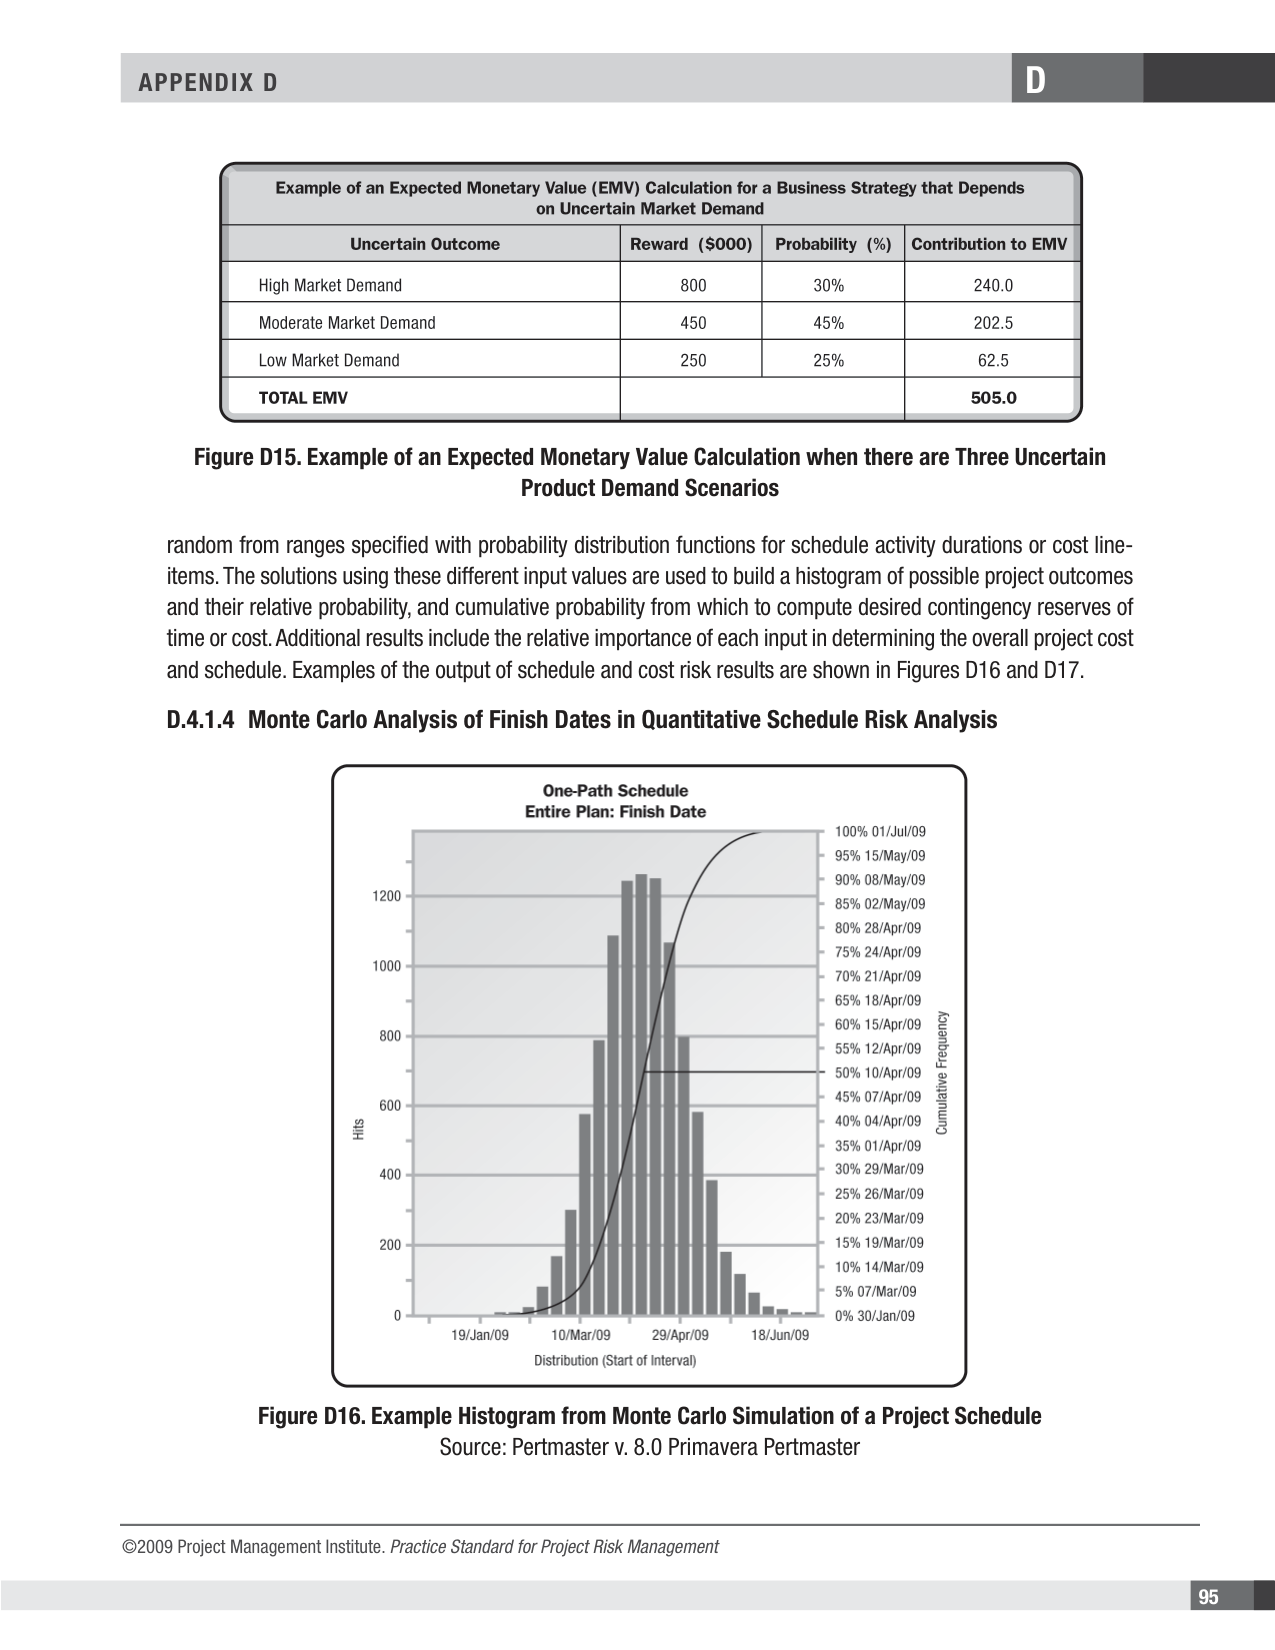 APPENDIX D
D
Example of an Expected Monetary Value (EMV) Calculation for a Business Strategy that Depends
on Uncertain Market Demand
Uncertain Outcome Reward ($000) Probability (%) Contribution to EMV
High Market Demand 800 30% 240.0
Moderate Market Demand 450 45% 202.5
Low Market Demand 250 25% 62.5
TOTAL EMV 505.0
Figure D15. Example of an Expected Monetary Value Calculation when there are Three Uncertain
Product Demand Scenarios
random from ranges specified with probability distribution functions for schedule activity durations or cost line-
items. The solutions using these different input values are used to build a histogram of possible project outcomes
and their relative probability, and cumulative probability from which to compute desired contingency reserves of
time or cost. Additional results include the relative importance of each input in determining the overall project cost
and schedule. Examples of the output of schedule and cost risk results are shown in Figures D16 and D17.
D.4.1.4 Monte Carlo Analysis of Finish Dates in Quantitative Schedule Risk Analysis
One-Path Schedule
Entire Plan: Finish Date
1200
1000
800
600
400
200
0
Hits
100% 01/Jul/09
95% 15/May/09
90% 08/May/09
85% 02/May/09
80% 28/Apr/09
75% 24/Apr/09
70% 21/Apr/09
65% 18/Apr/09
60% 15/Apr/09
55% 12/Apr/09
50% 10/Apr/09
45% 07/Apr/09
40% 04/Apr/09
35% 01/Apr/09
30% 29/Mar/09
25% 26/Mar/09
20% 23/Mar/09
15% 19/Mar/09
10% 14/Mar/09
5% 07/Mar/09
0% 30/Jan/09
Cumulative Frequency
19/Jan/09 10/Mar/09 29/Apr/09 18/Jun/09
Distribution (Start of Interval)
Figure D16. Example Histogram from Monte Carlo Simulation of a Project Schedule
Source: Pertmaster v. 8.0 Primavera Pertmaster
©2009 Project Management Institute. Practice Standard for Project Risk Management
95